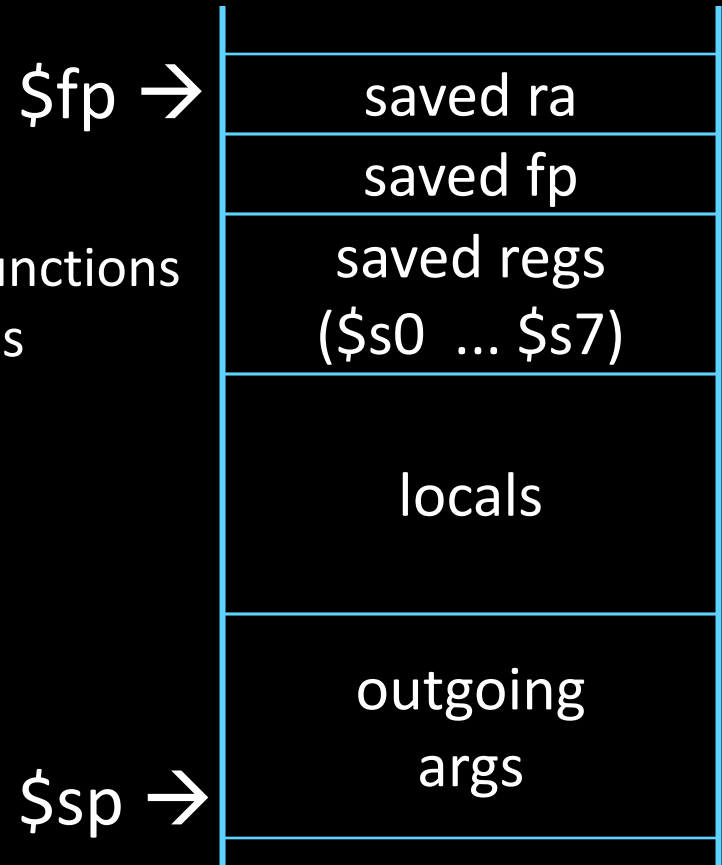 $fp →
saved ra
saved fp
saved regs
($s0 ... $s7)
s
locals
outgoing
args
$sp →